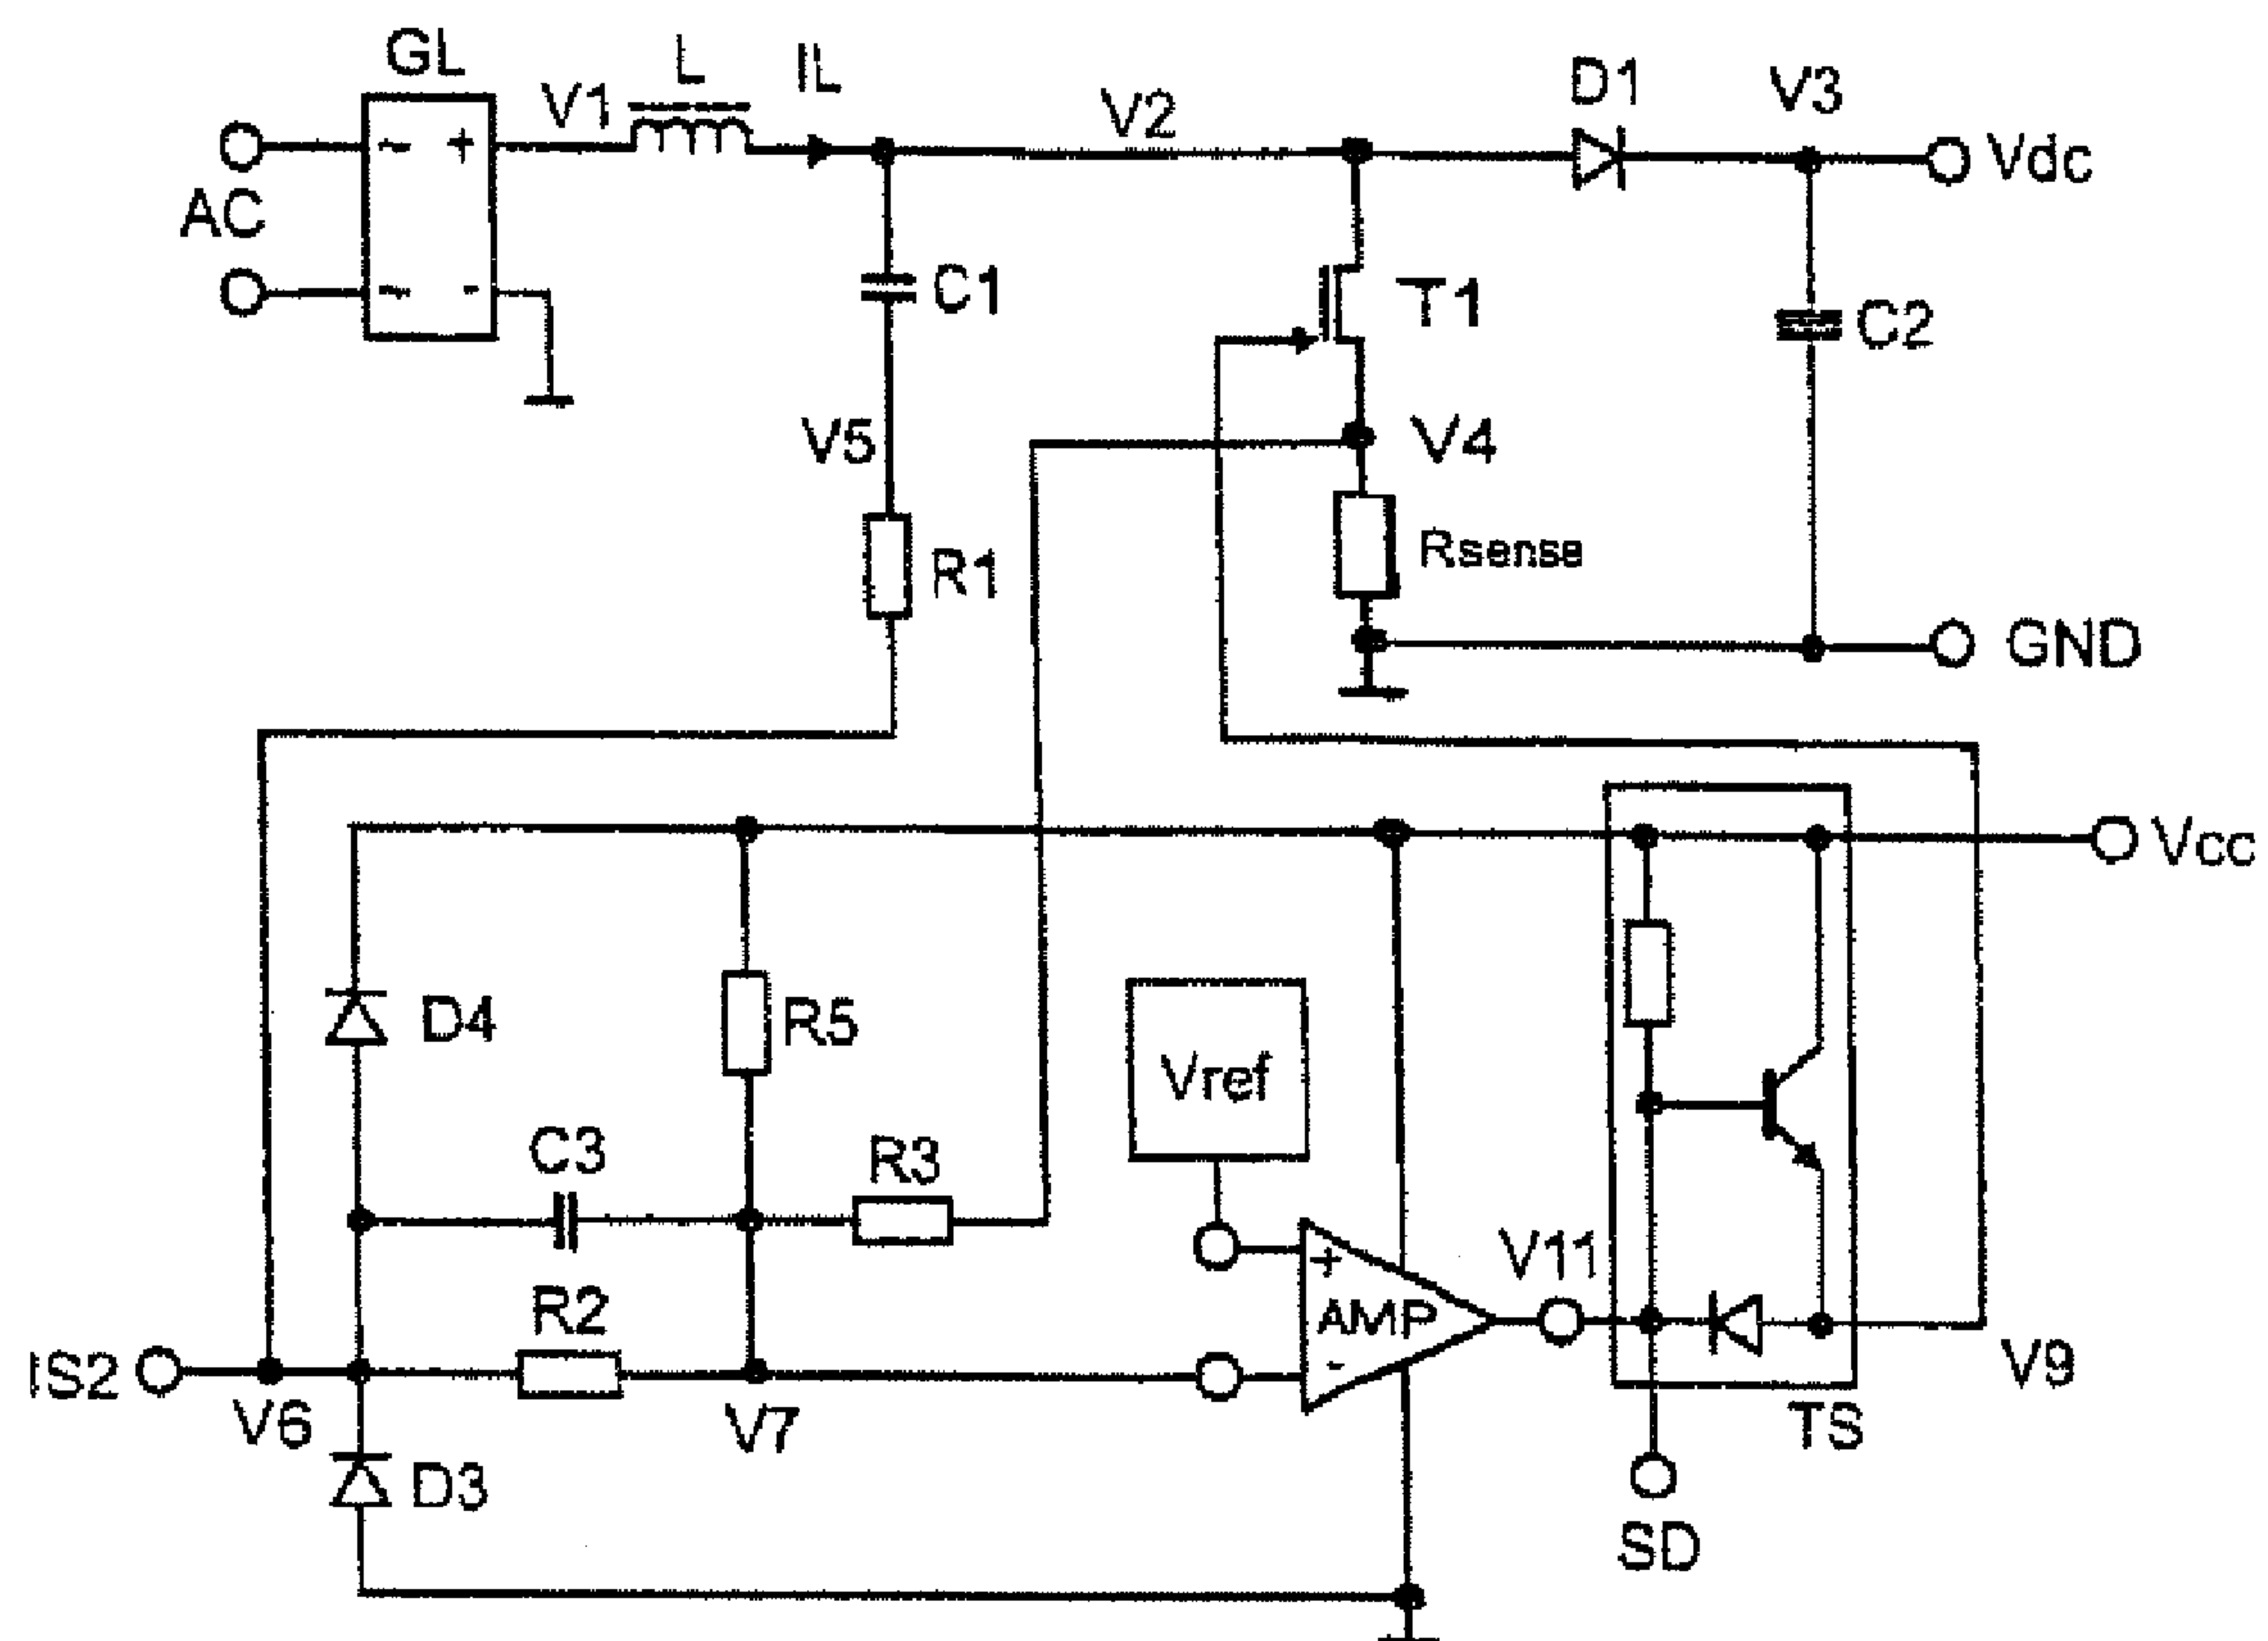 GL
V1
L
IL
V2
D1
V3
~ +
Vdc
AC
~ -
C1
T1
C2
V5
V4
R1
Rsense
GND
Vcc
D4
R5
Vref
C3
R3
+
V11
AMP
R2
-
IS2
V6
V7
V9
TS
D3
SD